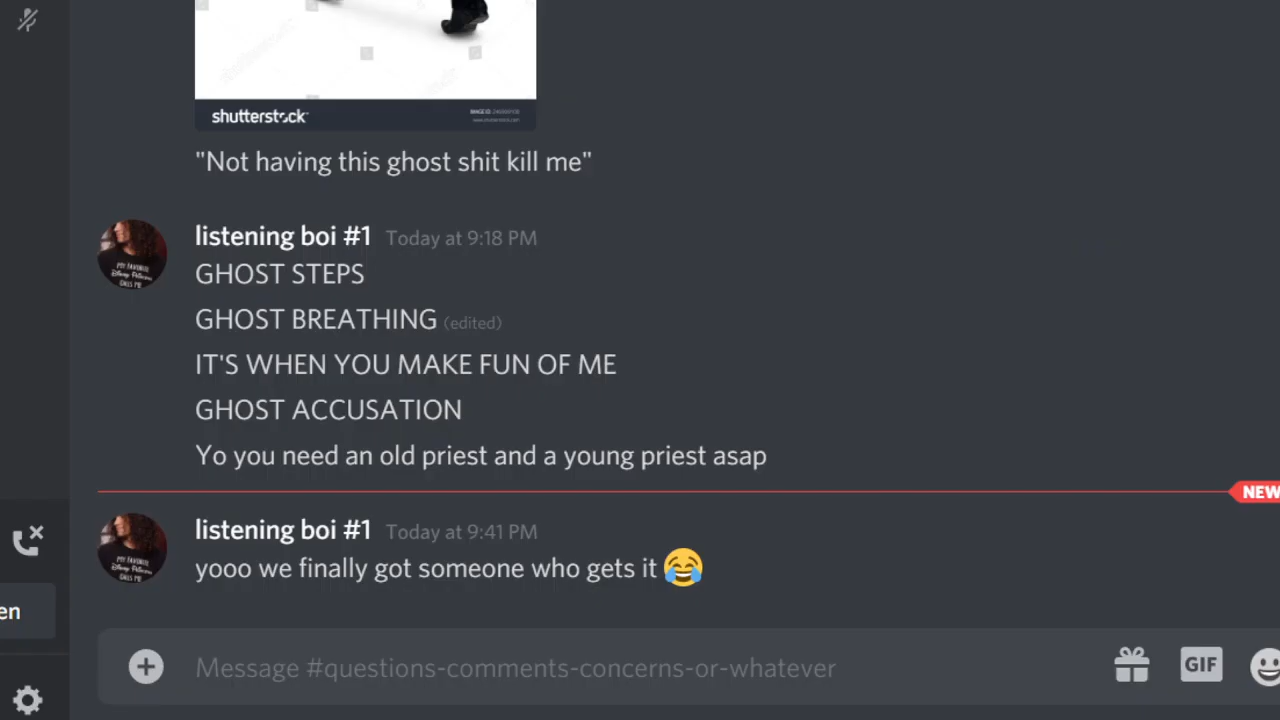 shutterstock
"Not having this ghost shit kill me"
listening boi #1 Today at 9:18 PM
GHOST STEPS
GHOST BREATHING (edited)
IT'S WHEN YOU MAKE FUN OF ME
GHOST ACCUSATION
Yo you need an old priest and a young priest asap
NEW
listening boi #1 Today at 9:41 PM
yooo we finally got someone who gets it 😂
en
Message #questions-comments-concerns-or-whatever
GIF